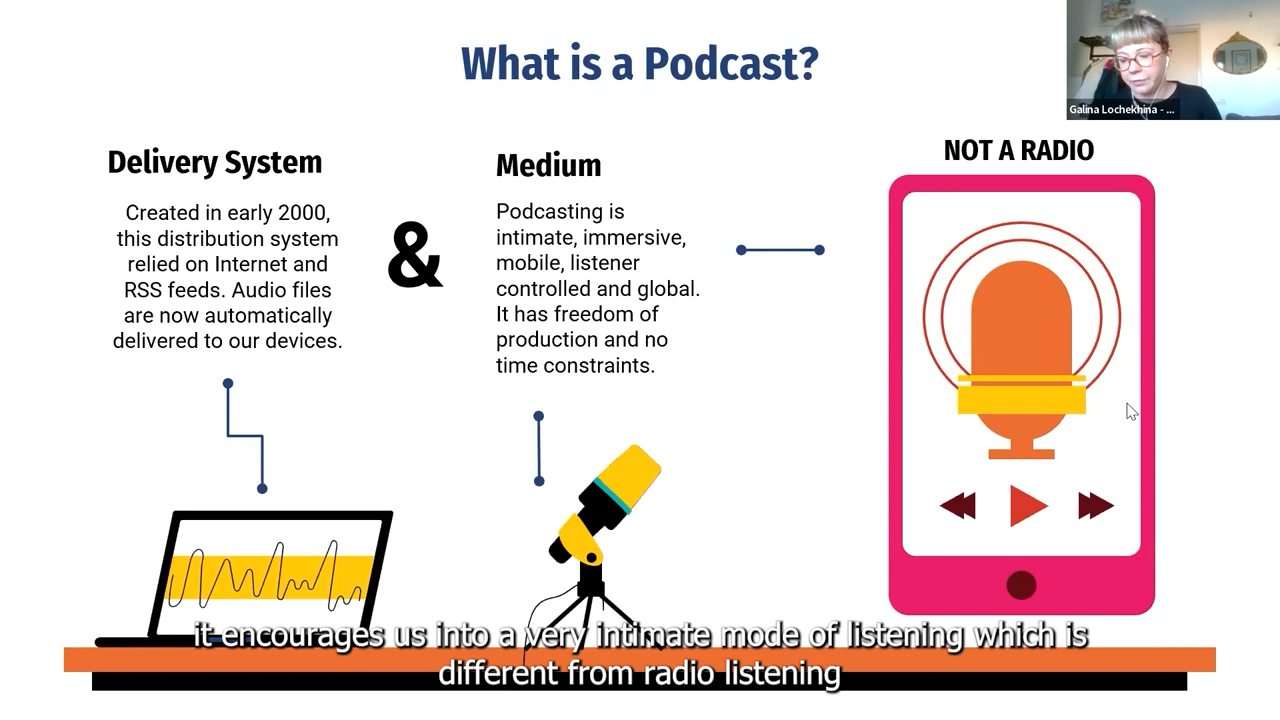 What is a Podcast?
Galina Lochekhina - ...
Delivery System
Created in early 2000,
this distribution system
relied on Internet and
RSS feeds. Audio files
are now automatically
delivered to our devices.
&
Medium
Podcasting is
intimate, immersive,
mobile, listener
controlled and global.
It has freedom of
production and no
time constraints.
NOT A RADIO
it encourages us into a very intimate mode of listening which is
different from radio listening